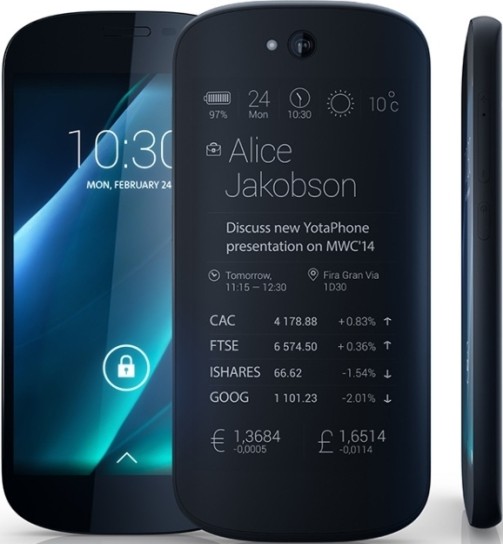 10:30
MON, FEBRUARY 24
97%
24
Mon
10:30
10°c
Alice
Jakobson
Discuss new YotaPhone
presentation on MWC'14
Tomorrow,
11:15 — 12:30
Fira Gran Via
1D30
CAC 4 178.88 +0.83% ↑
FTSE 6 574.50 +0.36% ↑
ISHARES 66.62 -1.54% ↓
GOOG 1 101.23 -2.01% ↓
€ 1,3684
-0,0005
£ 1,6514
-0,0114